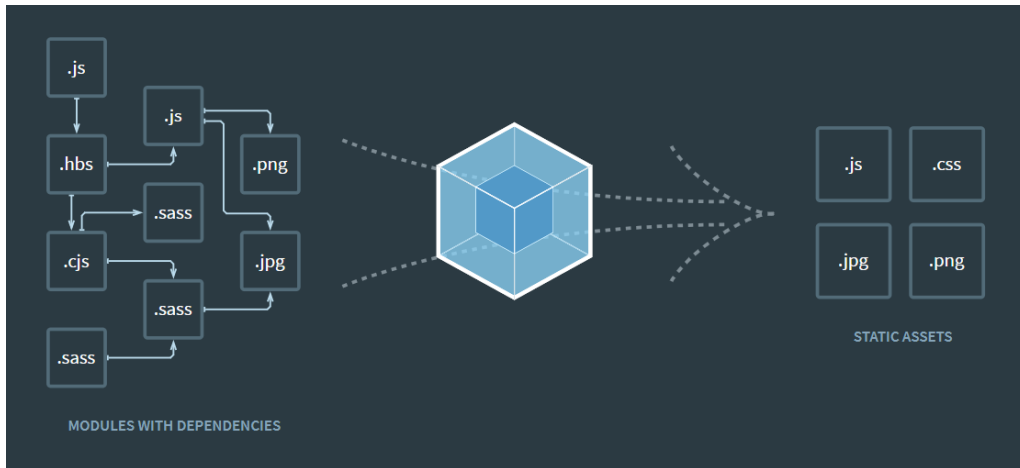 .js
.js
.hbs
.png
.sass
.cjs
.jpg
.sass
.sass
MODULES WITH DEPENDENCIES
.js
.css
.jpg
.png
STATIC ASSETS